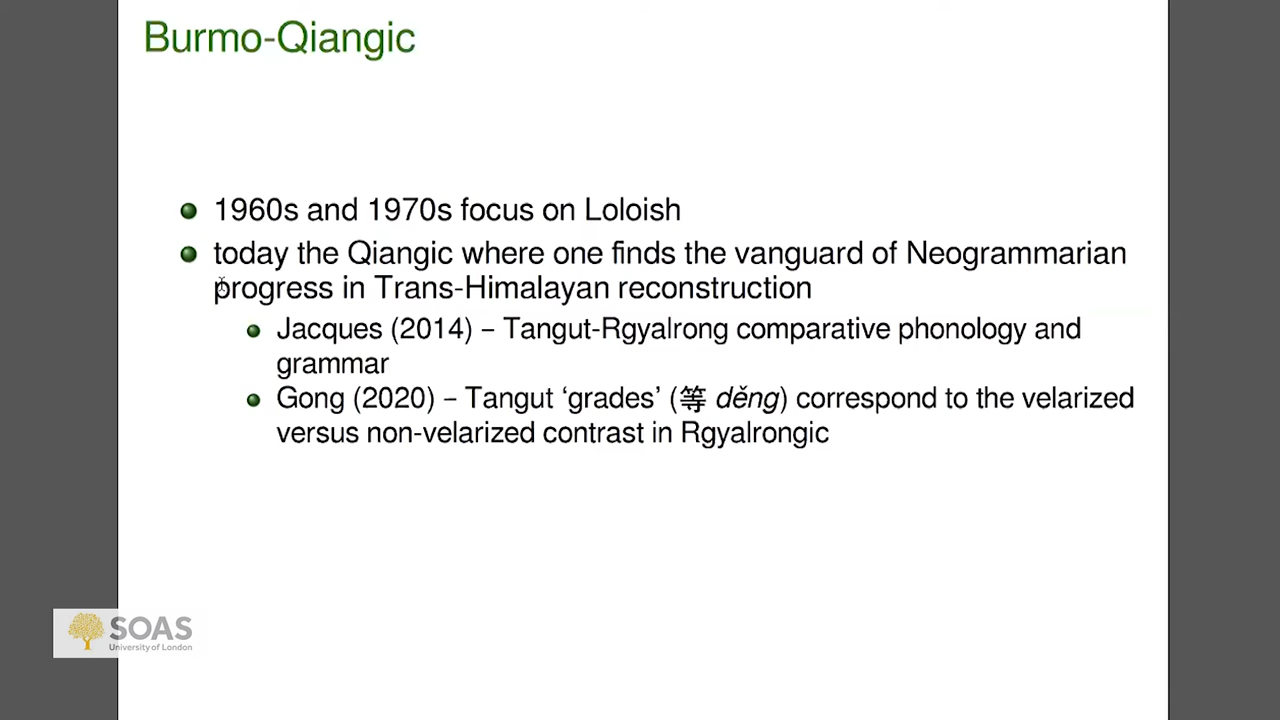 Burmo-Qiangic
1960s and 1970s focus on Loloish
today the Qiangic where one finds the vanguard of Neogrammarian
progress in Trans-Himalayan reconstruction
Jacques (2014) – Tangut-Rgyalrong comparative phonology and
grammar
Gong (2020) – Tangut ‘grades’ (等 děng) correspond to the velarized
versus non-velarized contrast in Rgyalrongic
SOAS
University of London